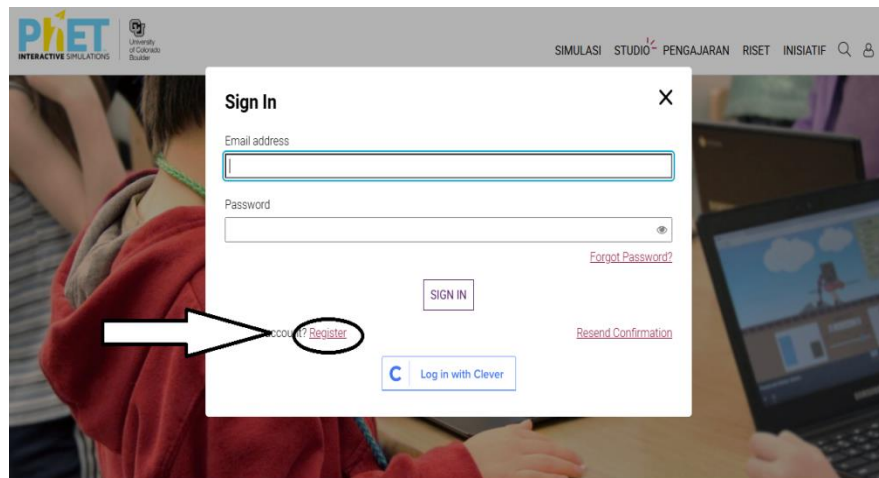 PhET
INTERACTIVE SIMULATIONS
University
of Colorado
Boulder
SIMULASI STUDIO PENGAJARAN RISET INISIATIF
Sign In
Email address
Password
Forgot Password?
SIGN IN
account? Register
Resend Confirmation
C Log in with Clever